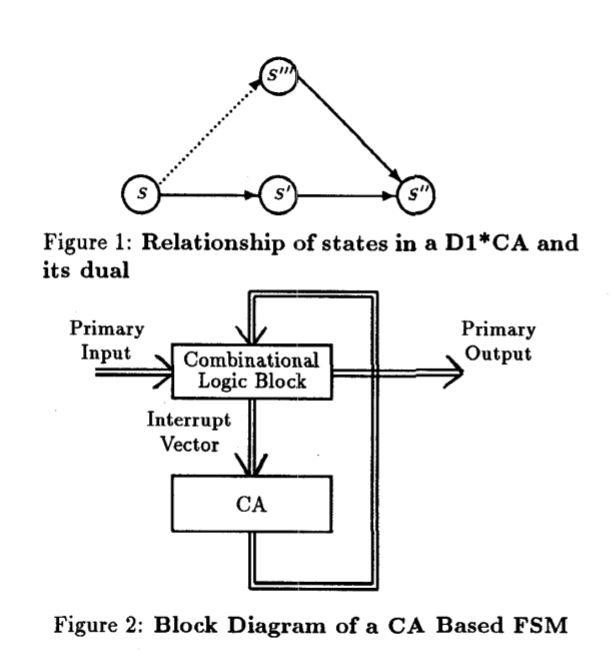 S'''
S
S'
S''
Figure 1: Relationship of states in a D1*CA and
its dual
Primary
Input
Primary
Output
Combinational
Logic Block
Interrupt
Vector
CA
Figure 2: Block Diagram of a CA Based FSM